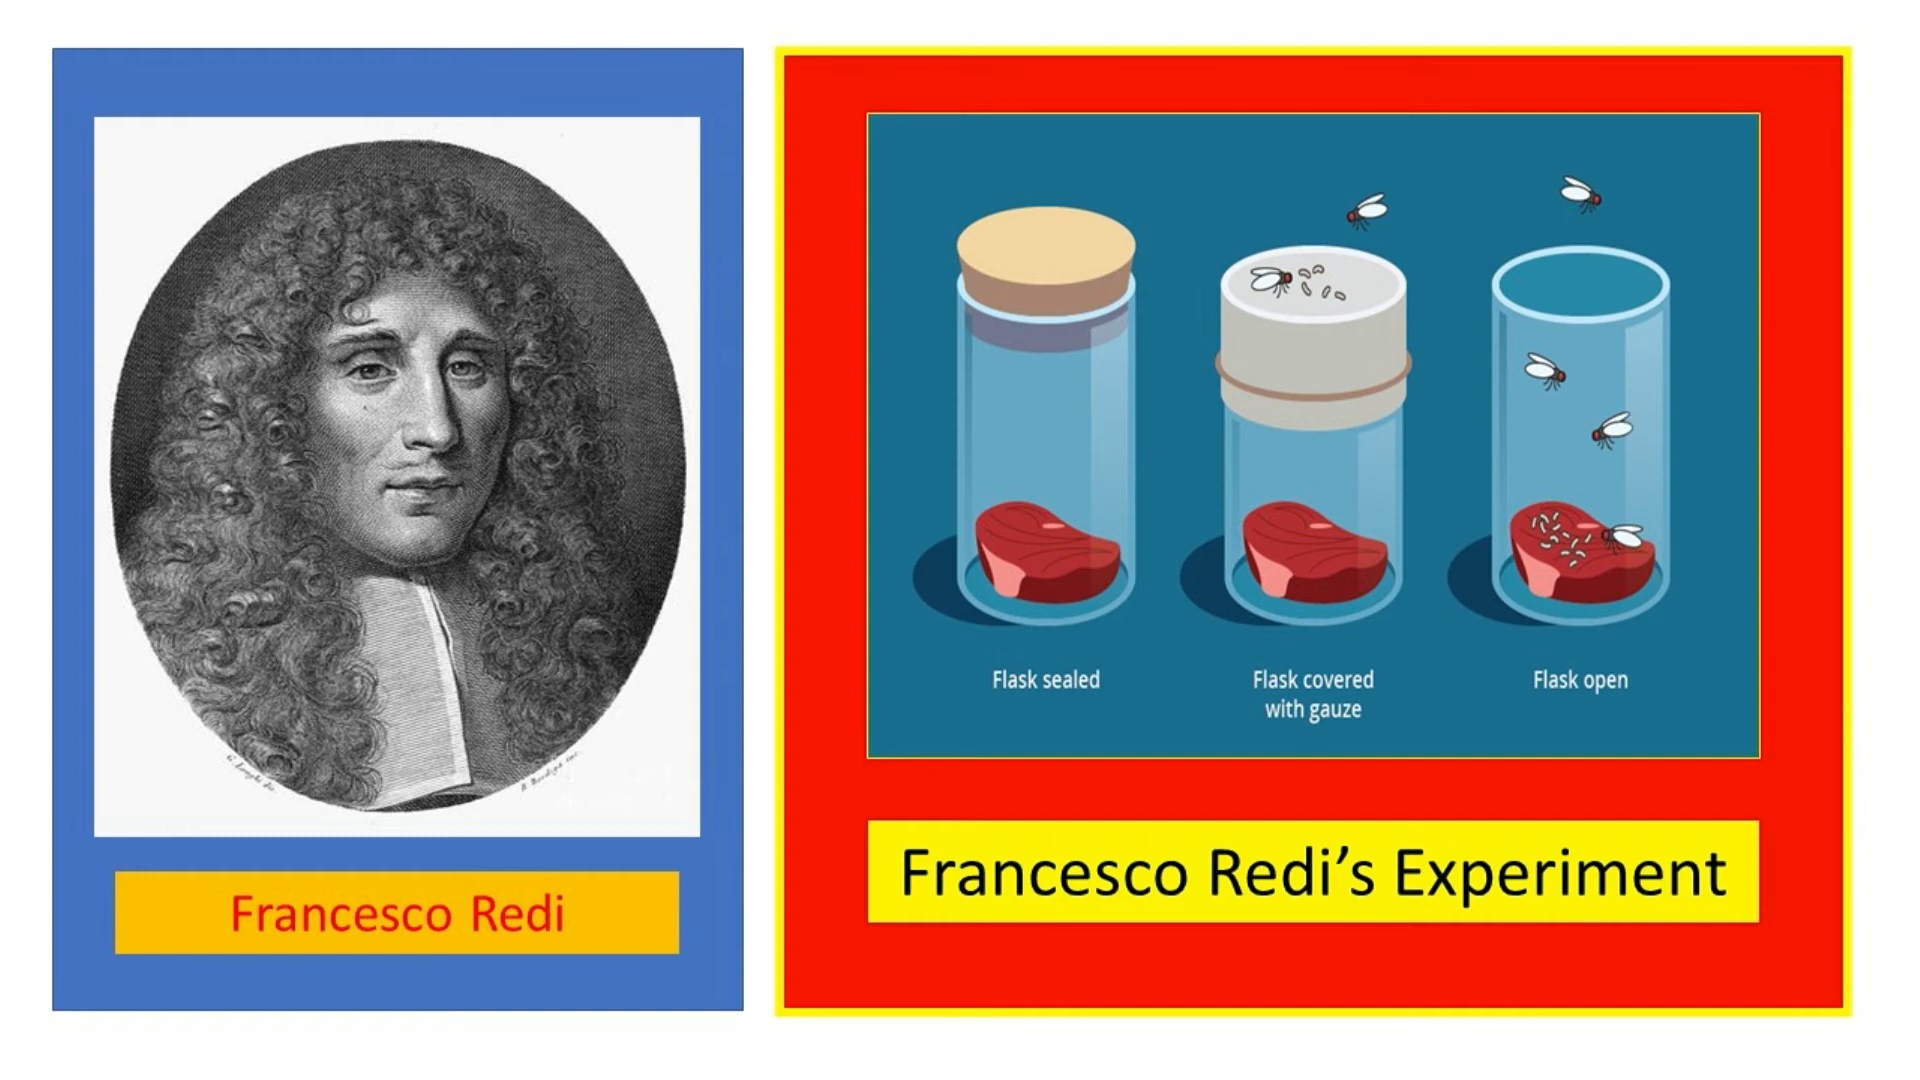 Francesco Redi
Flask sealed
Flask covered
with gauze
Flask open
Francesco Redi’s Experiment